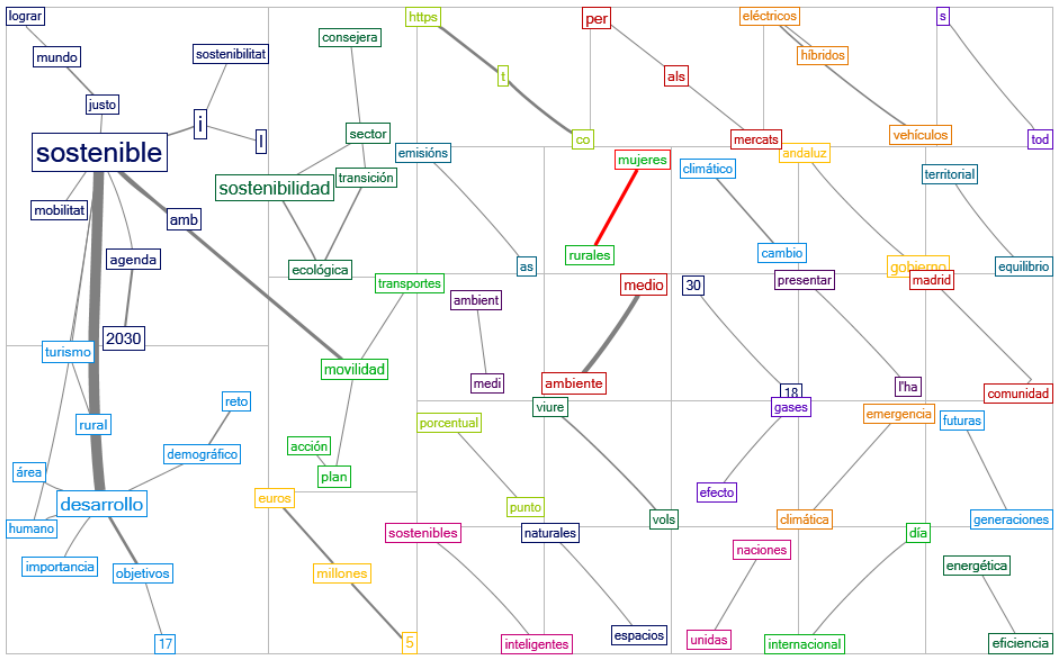 lograr
mundo
sostenibilitat
justo
i
l
sostenible
mobilitat
amb
agenda
2030
turismo
rural
reto
demográfico
área
desarrollo
humano
importancia
objetivos
17
consejera
sector
sostenibilidad
transición
ecológica
transportes
movilidad
acción
plan
euros
millones
5
https
t
co
per
als
mercats
eléctricos
híbridos
vehículos
s
tod
emisións
as
mujeres
rurales
climático
cambio
andaluz
gobierno
territorial
equilibrio
ambient
medi
medio
ambiente
30
18
presentar
l'ha
madrid
comunidad
porcentual
punto
viure
vols
gases
efecto
emergencia
climática
futuras
generaciones
sostenibles
inteligentes
naturales
espacios
naciones
unidas
día
internacional
energética
eficiencia